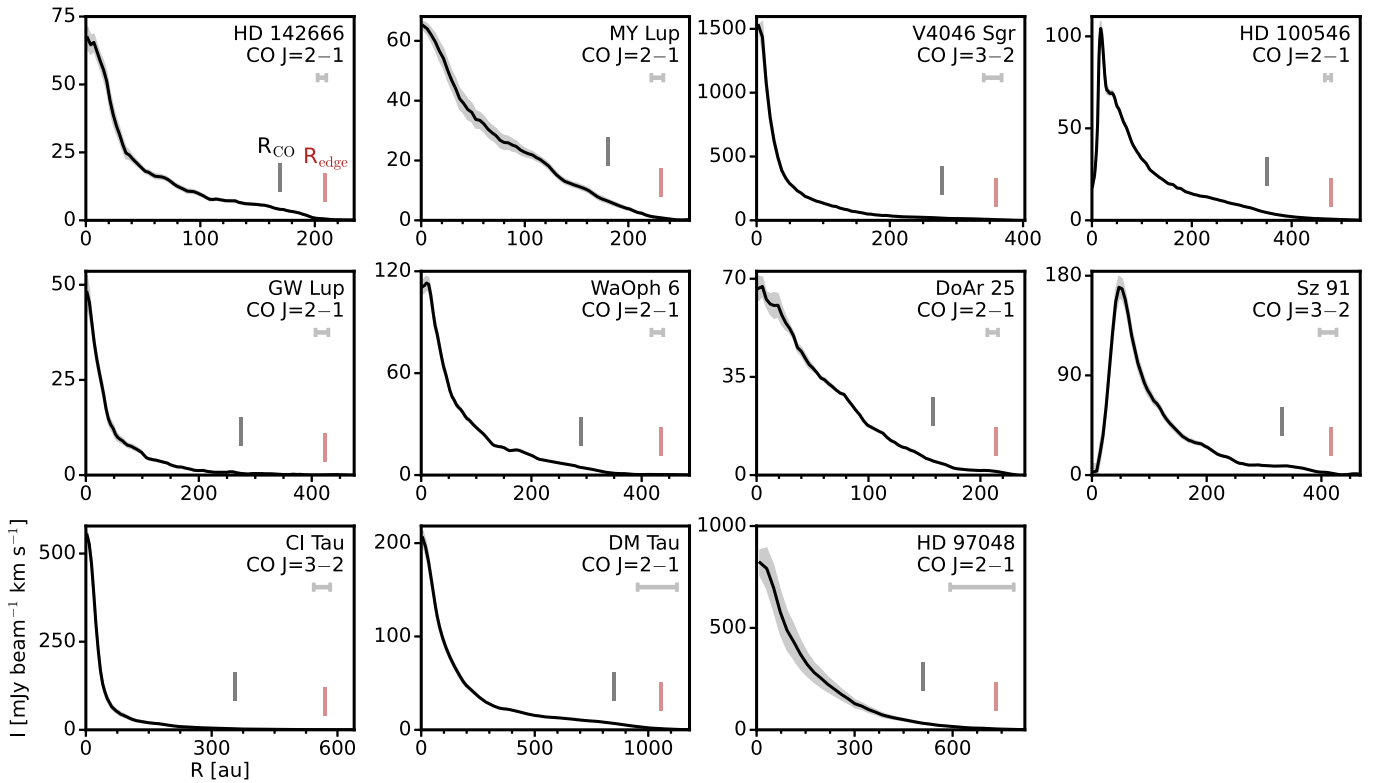 75
50
25
0
0
100
200
HD 142666
CO J=2−1
R_CO
R_edge
60
40
20
0
0
100
200
MY Lup
CO J=2−1
1500
1000
500
0
0
200
400
V4046 Sgr
CO J=3−2
100
50
0
0
200
400
HD 100546
CO J=2−1
50
25
0
0
200
400
GW Lup
CO J=2−1
120
60
0
0
200
400
WaOph 6
CO J=2−1
70
35
0
0
100
200
DoAr 25
CO J=2−1
180
90
0
0
200
400
Sz 91
CO J=3−2
I [mJy beam⁻¹ km s⁻¹]
500
250
0
0
300
600
R [au]
CI Tau
CO J=3−2
200
100
0
0
500
1000
DM Tau
CO J=2−1
1000
500
0
0
300
600
HD 97048
CO J=2−1